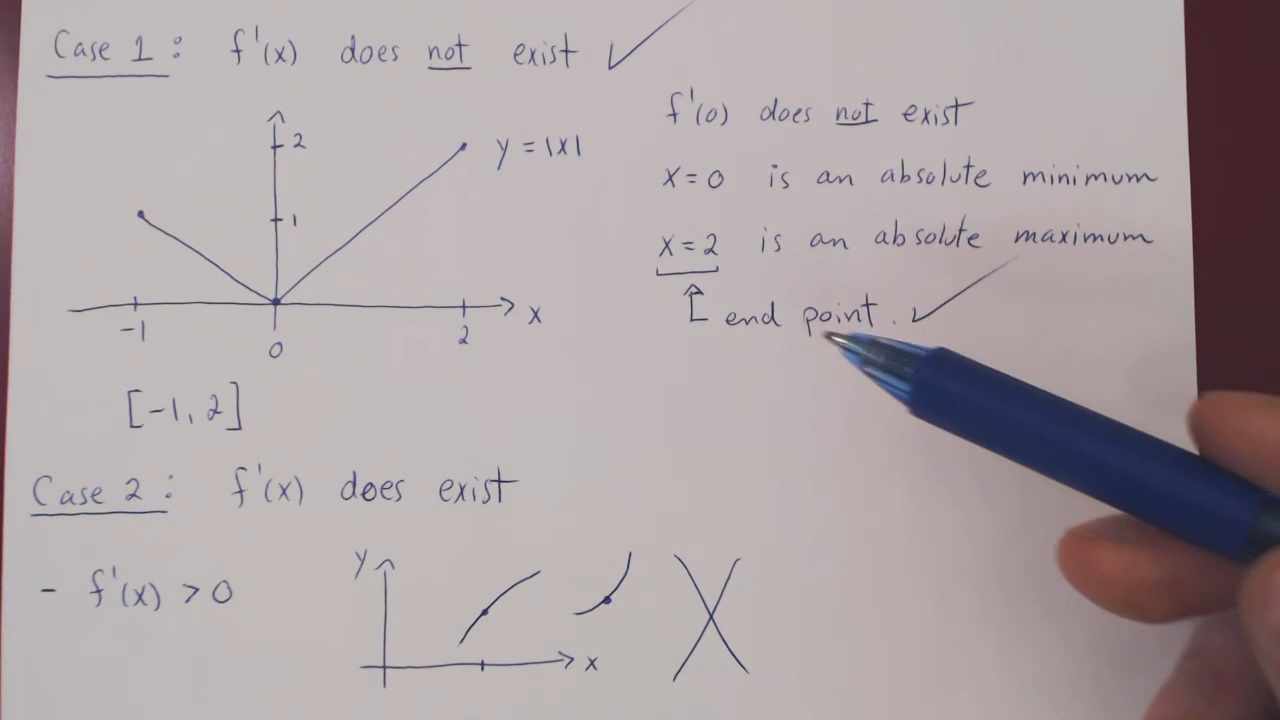 Case 1: f'(x) does not exist
2
y = |x|
1
-1
0
2
x
[-1, 2]
f'(0) does not exist
x=0 is an absolute minimum
x=2 is an absolute maximum
end point.
Case 2: f'(x) does exist
- f'(x) > 0
y
x